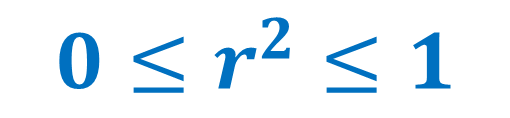 0 ≤ r² ≤ 1